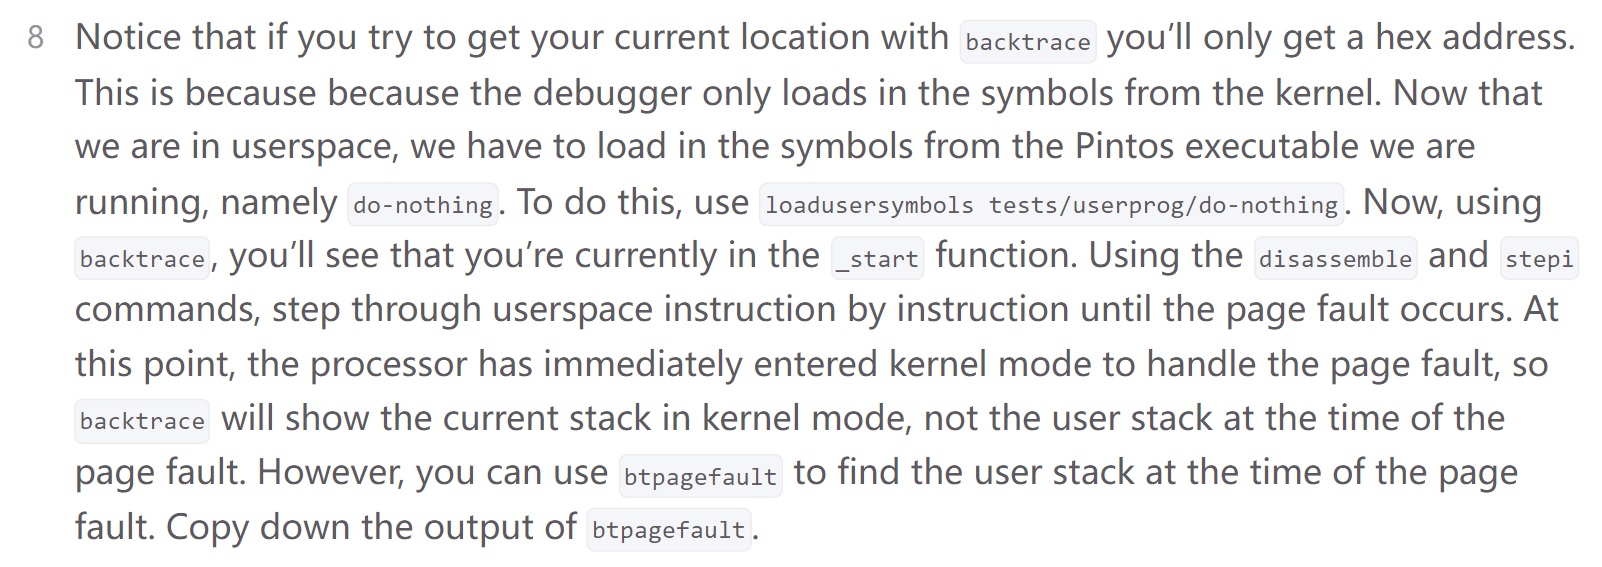 8 Notice that if you try to get your current location with backtrace you’ll only get a hex address.
This is because because the debugger only loads in the symbols from the kernel. Now that
we are in userspace, we have to load in the symbols from the Pintos executable we are
running, namely do-nothing. To do this, use loadusersymbols tests/userprog/do-nothing. Now, using
backtrace, you’ll see that you’re currently in the _start function. Using the disassemble and stepi
commands, step through userspace instruction by instruction until the page fault occurs. At
this point, the processor has immediately entered kernel mode to handle the page fault, so
backtrace will show the current stack in kernel mode, not the user stack at the time of the
page fault. However, you can use btpagefault to find the user stack at the time of the page
fault. Copy down the output of btpagefault.